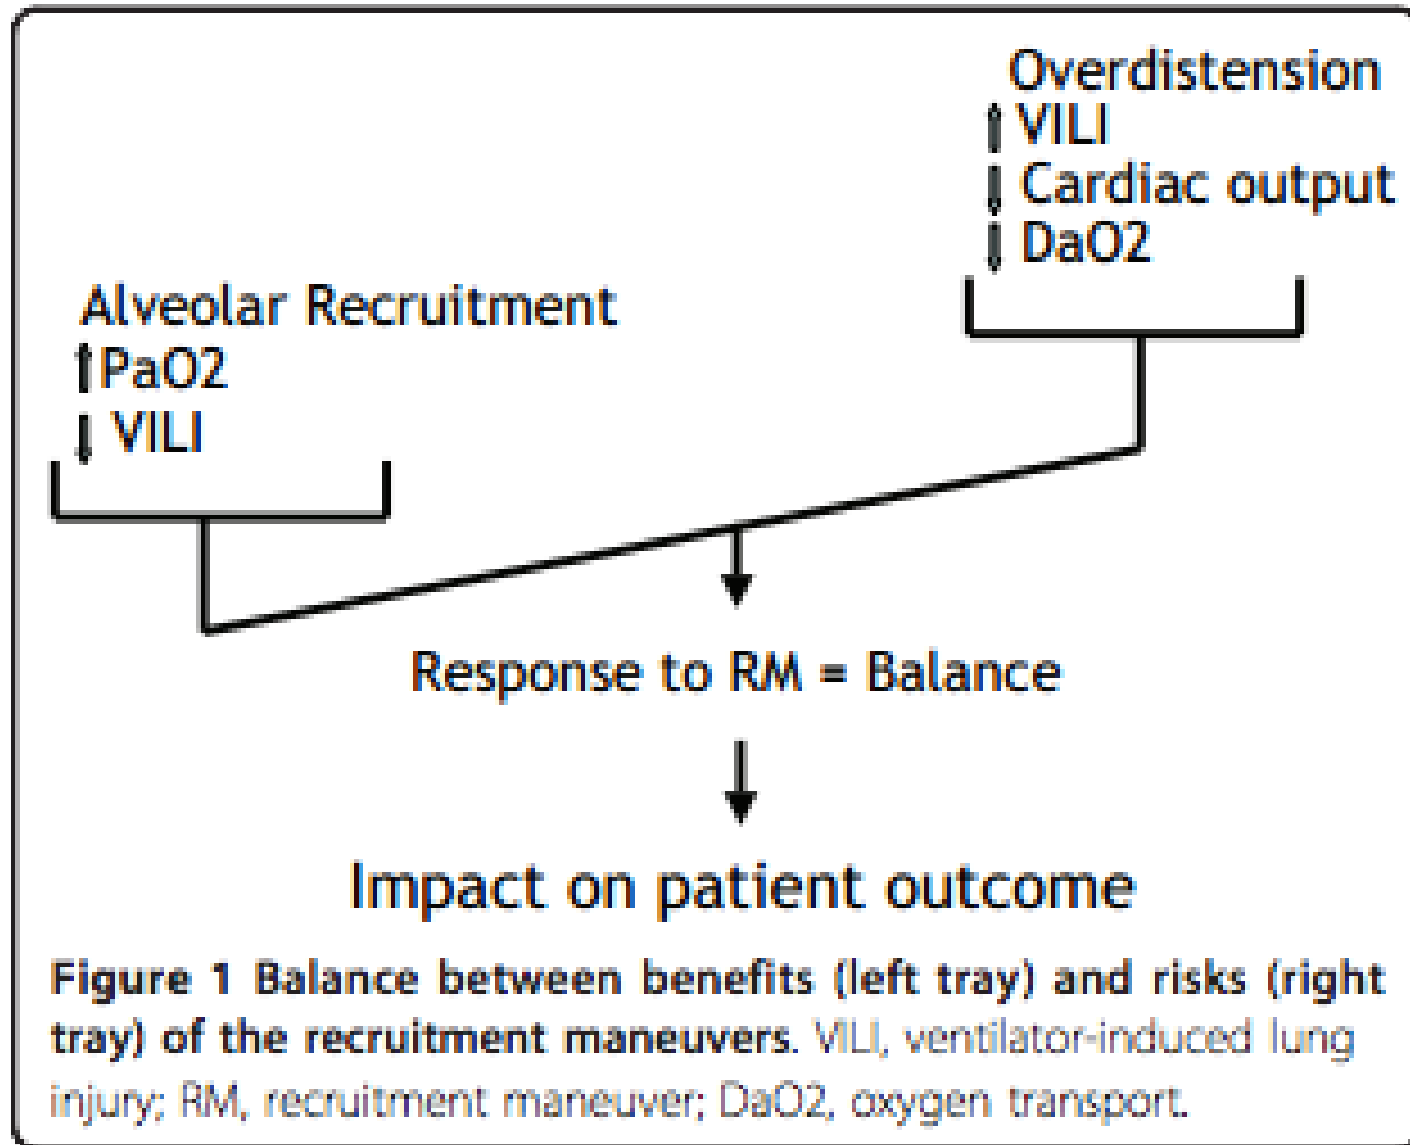 Overdistension
↑ VILI
↓ Cardiac output
↓ DaO2
Alveolar Recruitment
↑PaO2
↓ VILI
Response to RM = Balance
Impact on patient outcome
Figure 1 Balance between benefits (left tray) and risks (right
tray) of the recruitment maneuvers. VILI, ventilator-induced lung
injury; RM, recruitment maneuver; DaO2, oxygen transport.